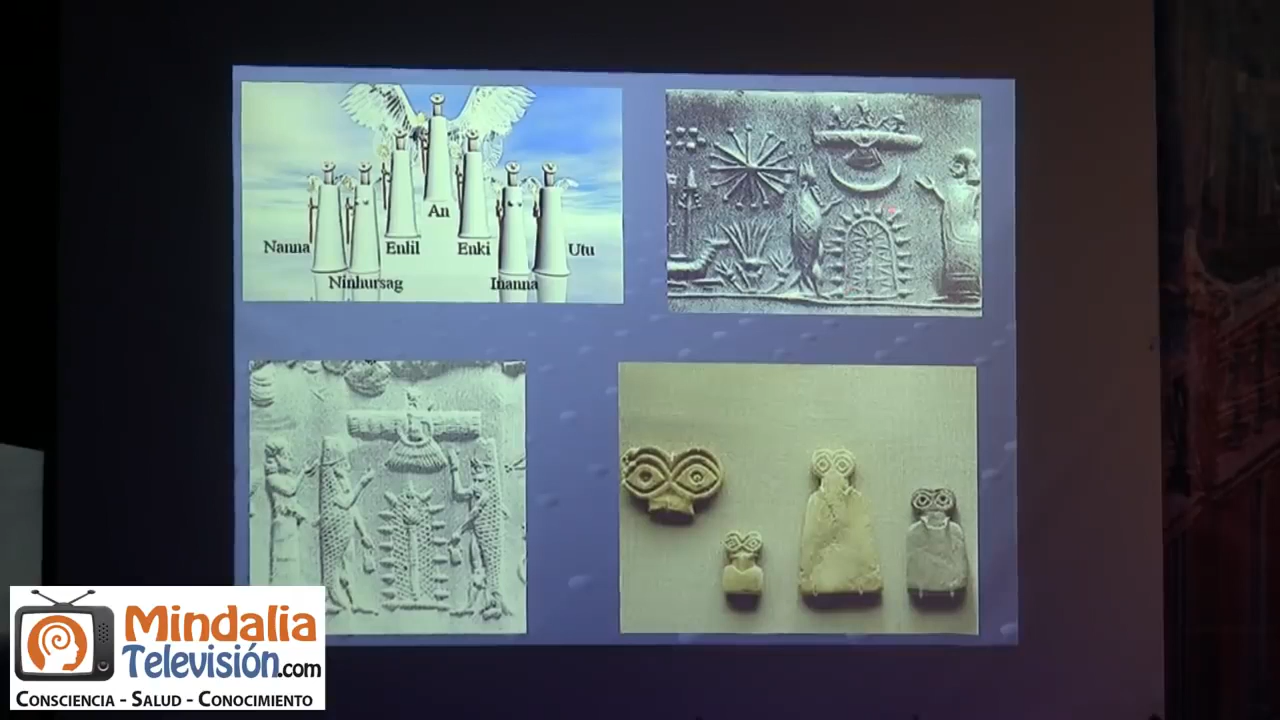 An
Nanna
Enlil
Enki
Utu
Ninhursag
Inanna
Mindalia
Televisión.com
CONSCIENCIA - SALUD - CONOCIMIENTO